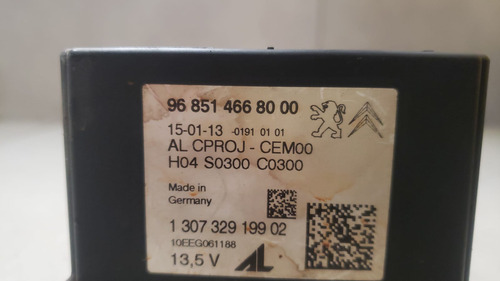 96 851 466 80 00
15-01-13 -0191 01 01
AL CPROJ - CEM00
H04 S0300 C0300
Made in
Germany
1 307 329 199 02
10EEG061188
13,5 V AL